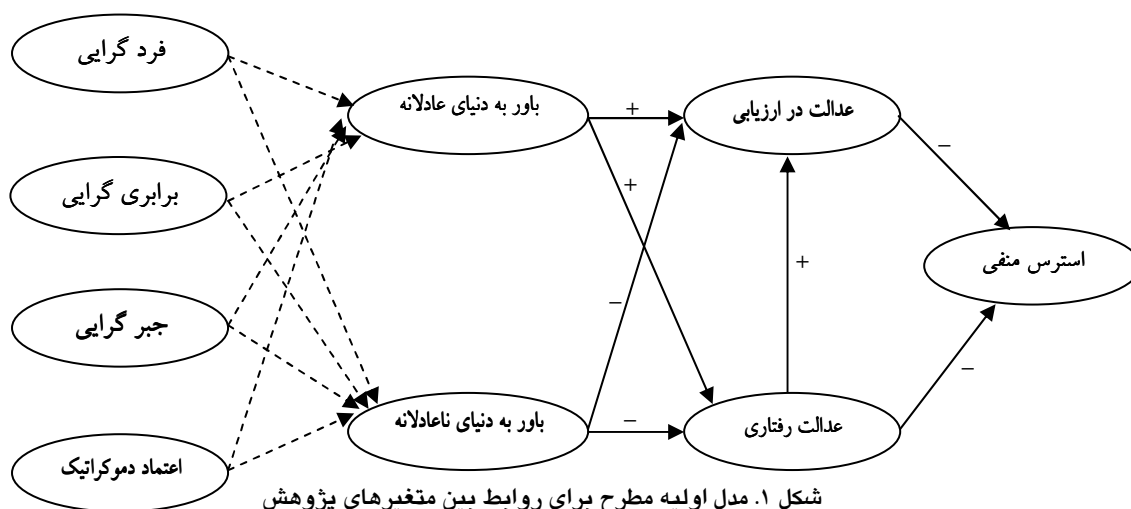 فرد گرایی
برابری گرایی
جبر گرایی
اعتماد دموکراتیک
باور به دنیای عادلانه
باور به دنیای ناعادلانه
+
+
–
–
عدالت در ارزیابی
+
عدالت رفتاری
–
–
استرس منفی
شکل ۱. مدل اولیه مطرح برای روابط بین متغیرهای پژوهش